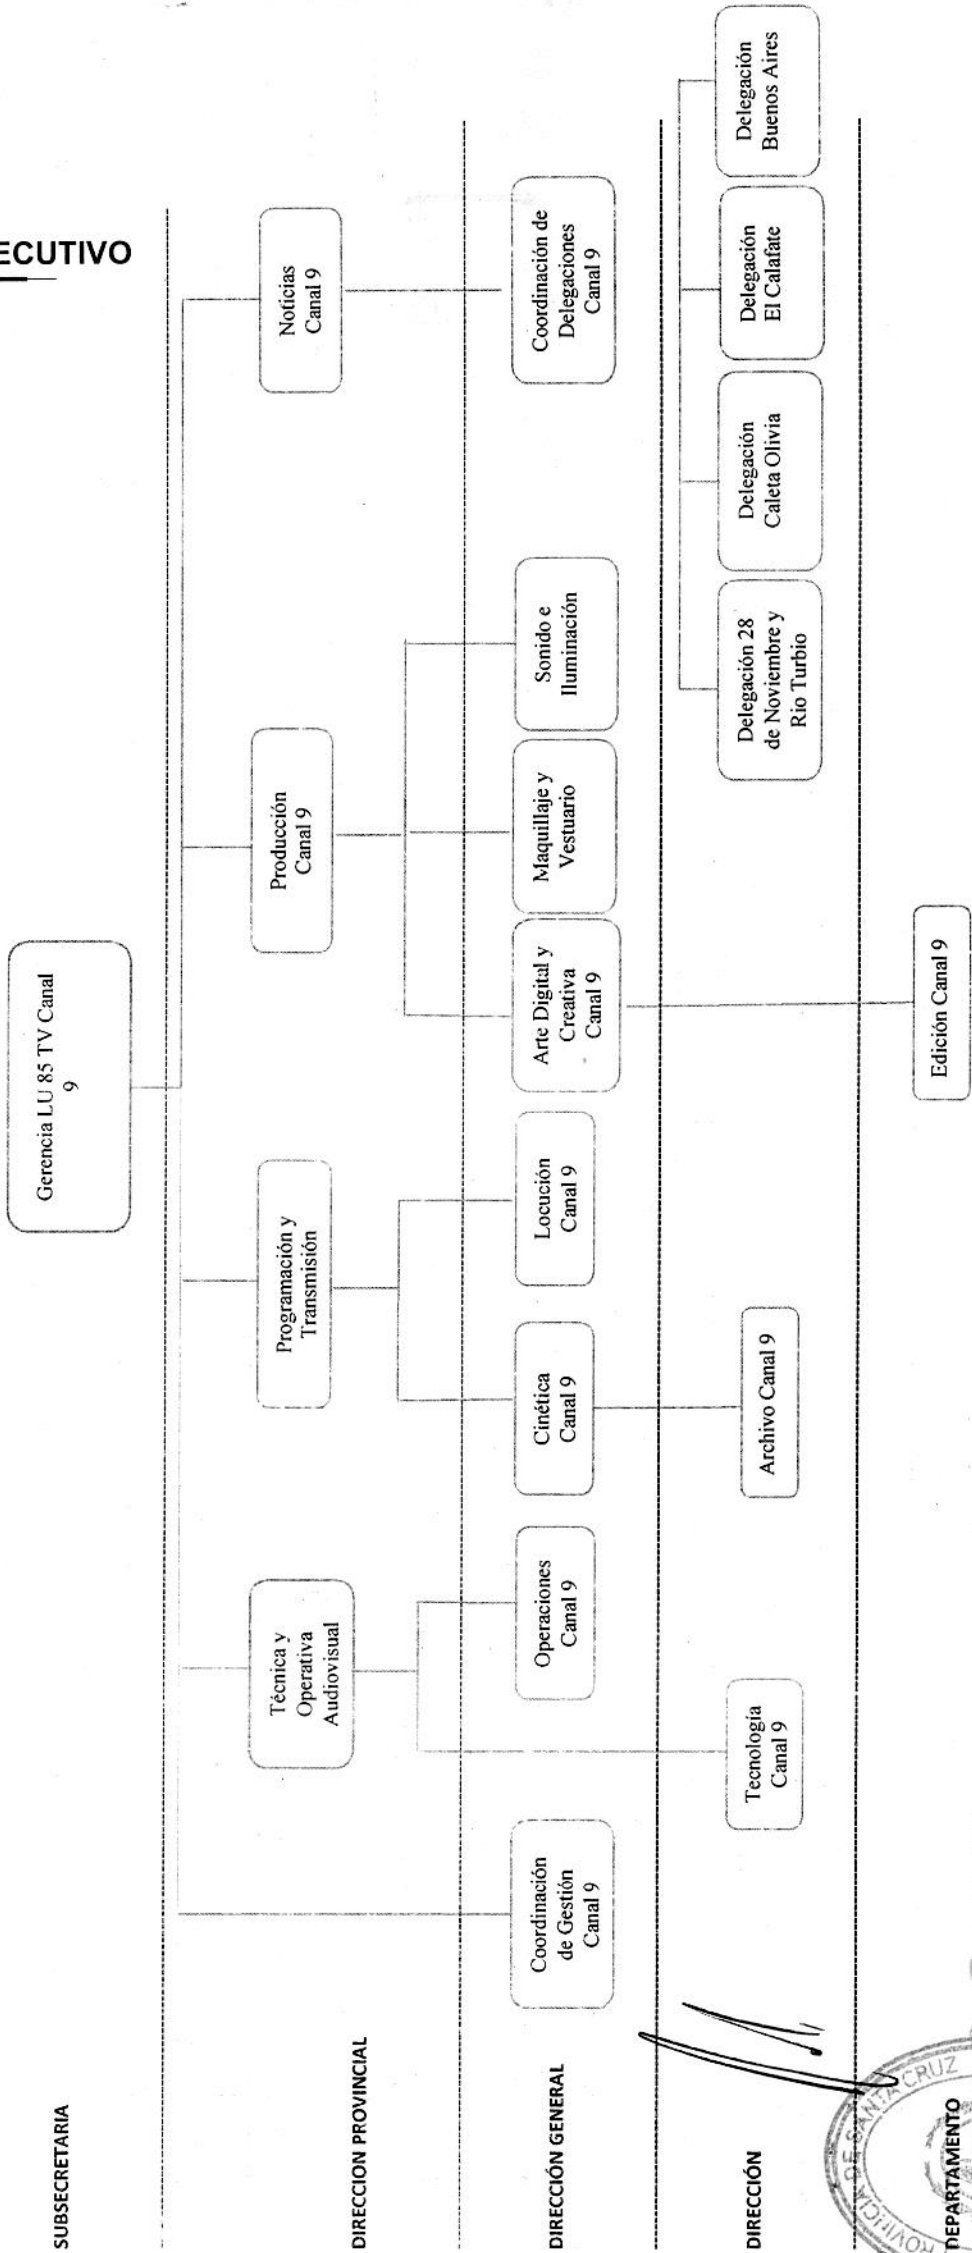 ECUTIVO
SUBSECRETARIA
Gerencia LU 85 TV Canal
9
DIRECCION PROVINCIAL
Técnica y
Operativa
Audiovisual
Programación y
Transmisión
Producción
Canal 9
Noticias
Canal 9
DIRECCIÓN GENERAL
Coordinación
de Gestión
Canal 9
Operaciones
Canal 9
Cinética
Canal 9
Locución
Canal 9
Arte Digital y
Creativa
Canal 9
Maquillaje y
Vestuario
Sonido e
Iluminación
Coordinación de
Delegaciones
Canal 9
DIRECCIÓN
Tecnología
Canal 9
Archivo Canal 9
Delegación 28
de Noviembre y
Rio Turbio
Delegación
Caleta Olivia
Delegación
El Calafate
Delegación
Buenos Aires
DEPARTAMENTO
Edición Canal 9
ROVINCIA DE SANTA CRUZ